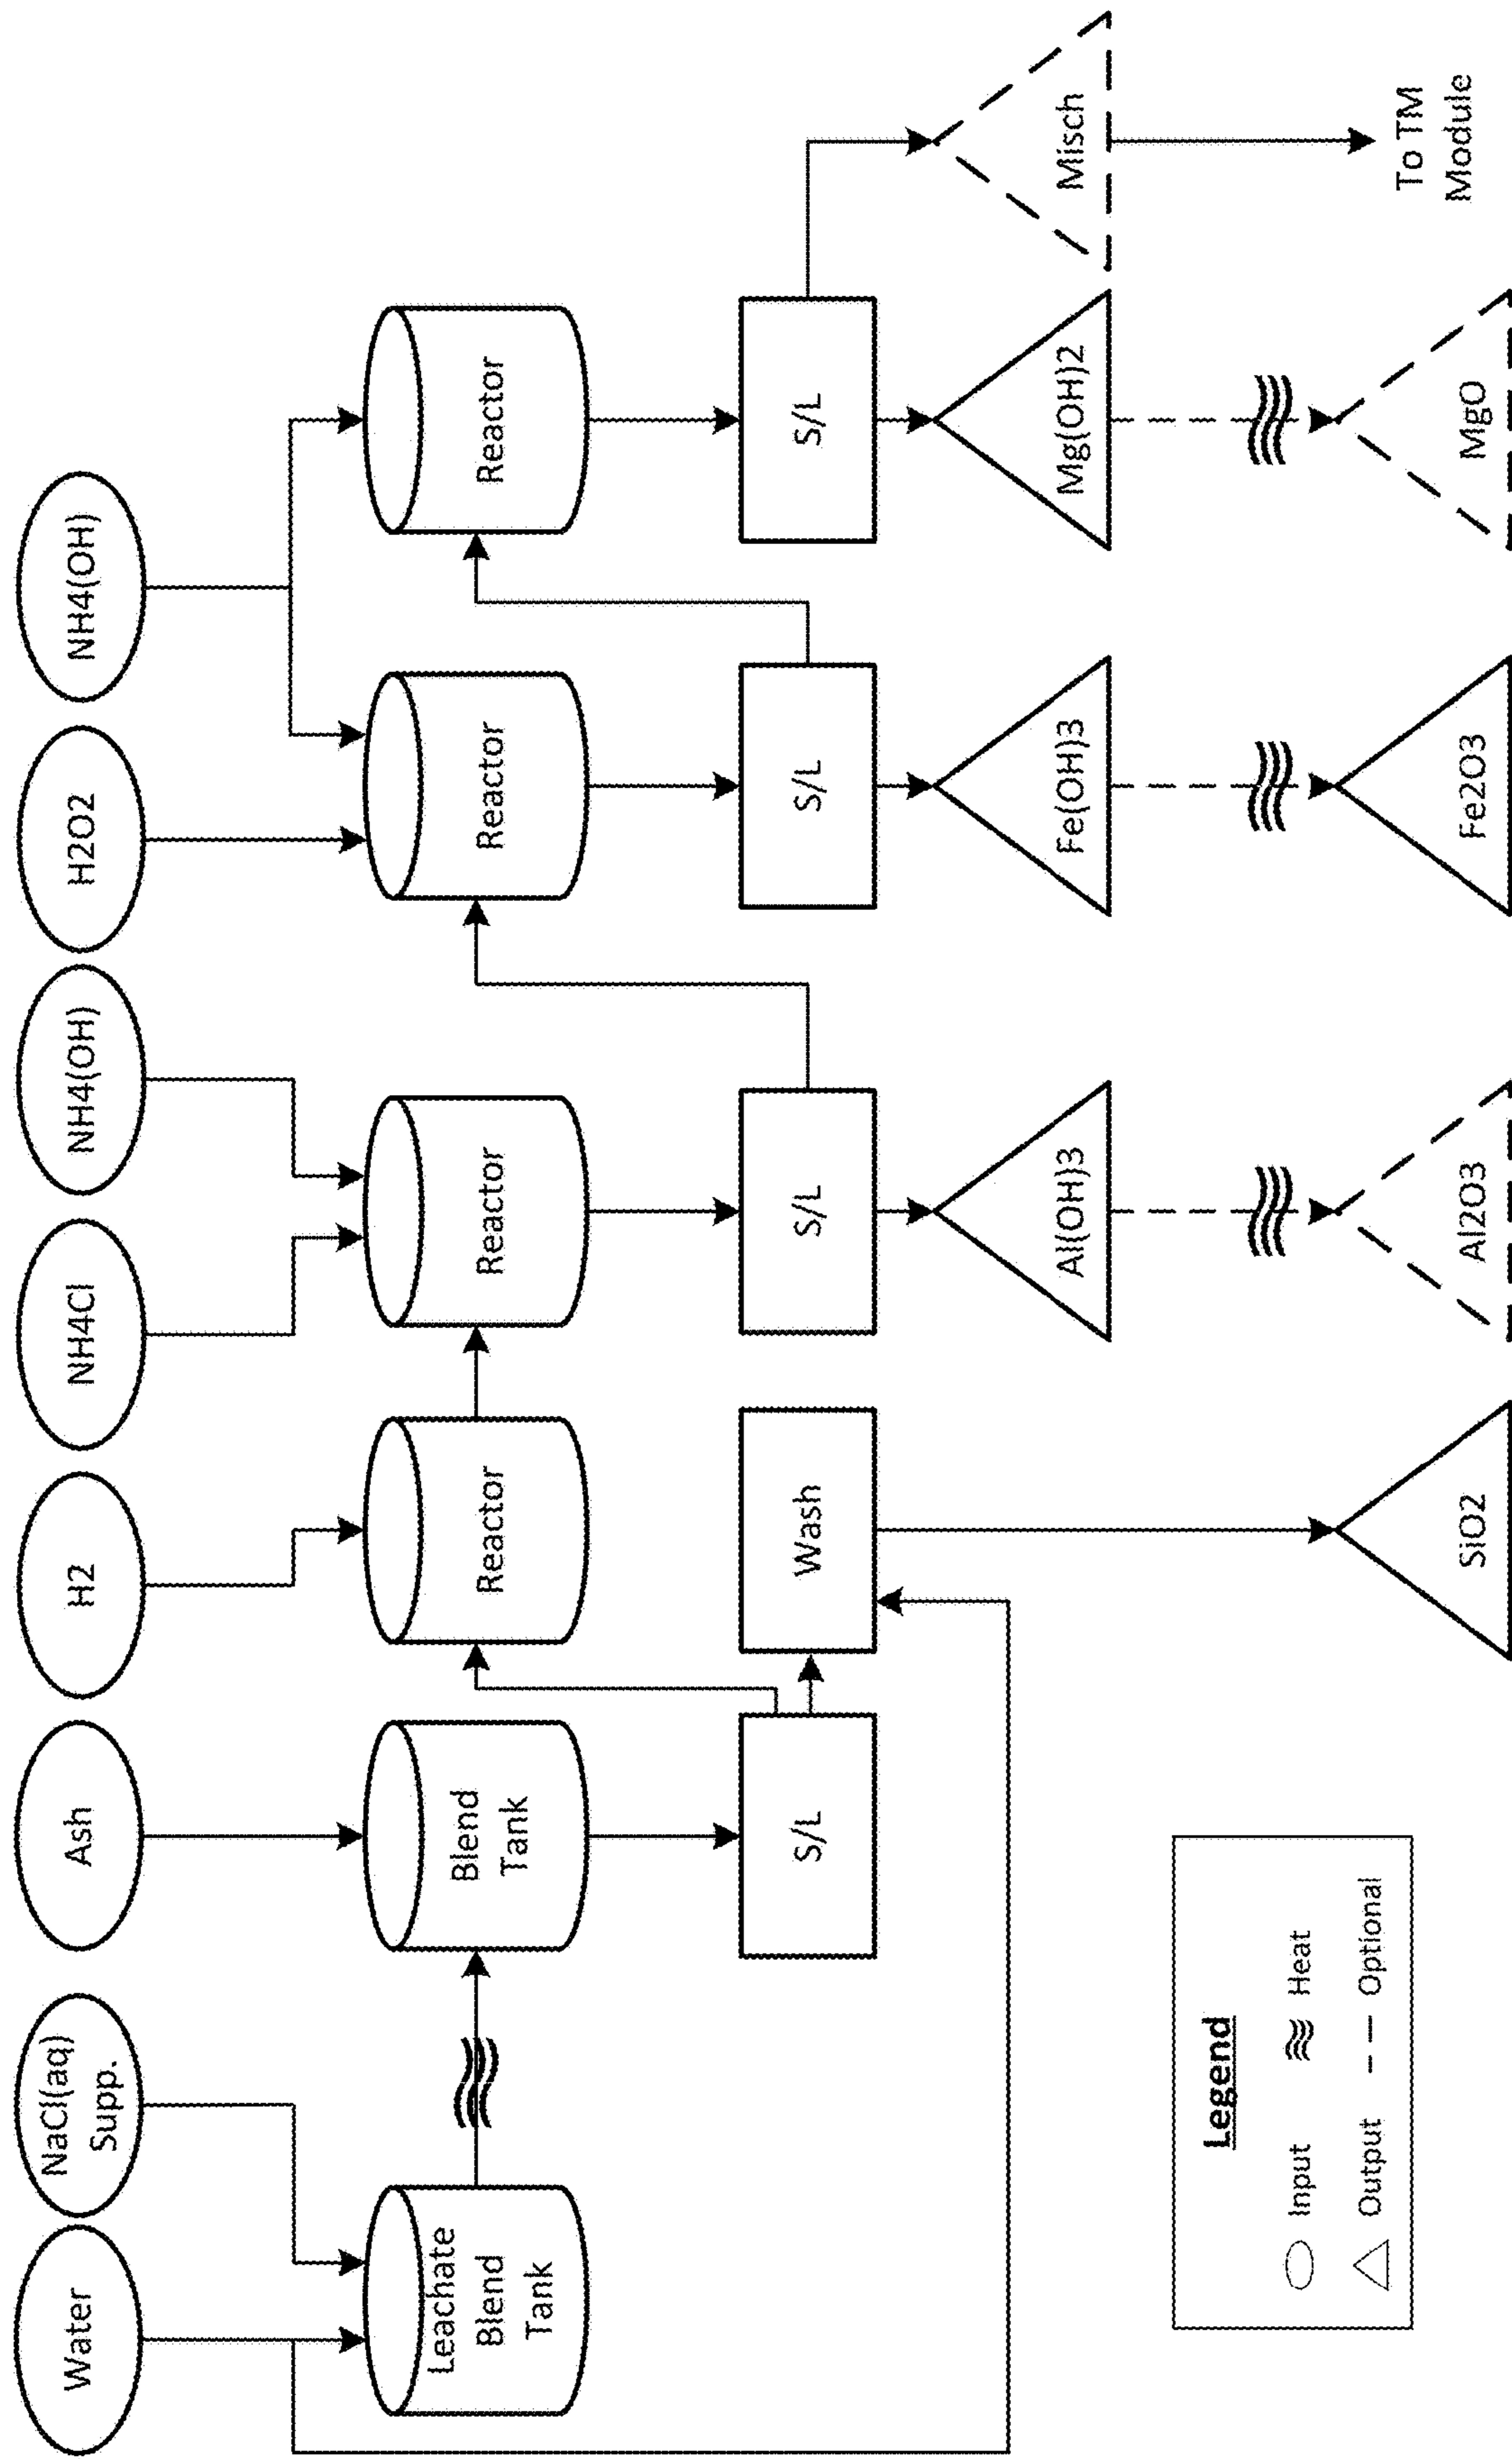 Water
NaCl(aq)
Supp.
Ash
H2
NH4Cl
NH4(OH)
H2O2
NH4(OH)
Leachate
Blend
Tank
Blend
Tank
Reactor
Reactor
Reactor
Reactor
S/L
Wash
S/L
S/L
S/L
Al(OH)3
Fe(OH)3
Mg(OH)2
Misch
SiO2
Al2O3
Fe2O3
MgO
To TM
Module
Legend
Input
Heat
Output
Optional